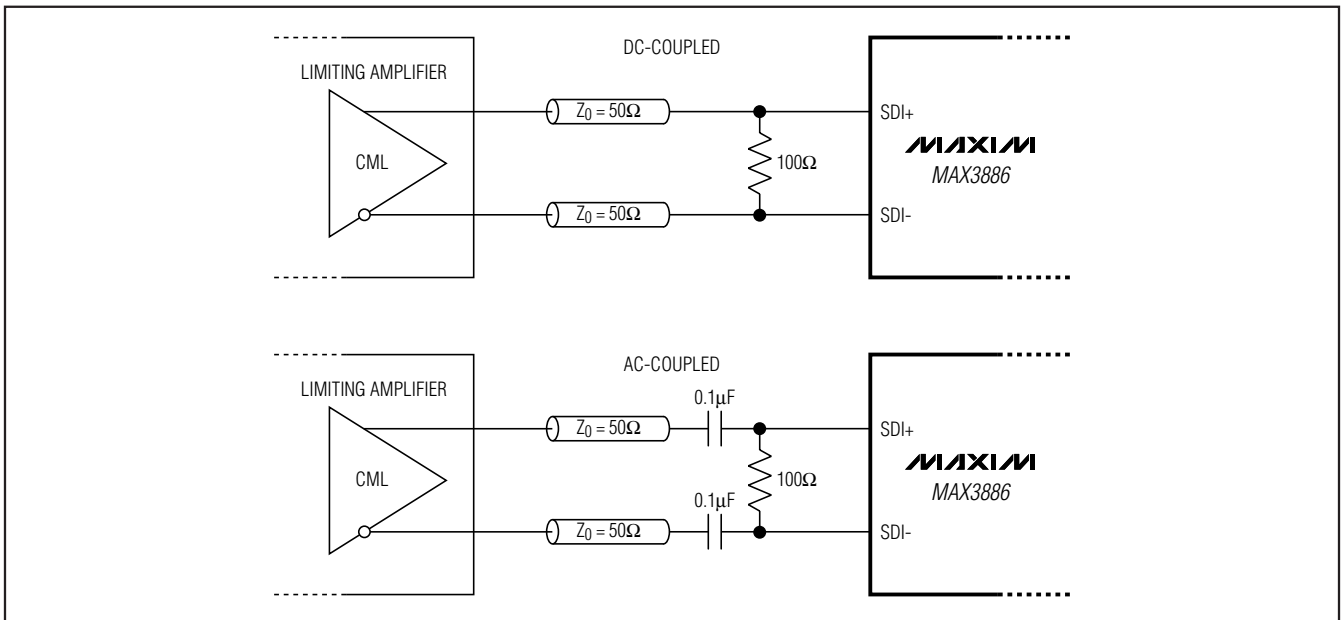 DC-COUPLED
LIMITING AMPLIFIER
CML
Z0 = 50Ω
Z0 = 50Ω
100Ω
SDI+
MAXIM
MAX3886
SDI-
AC-COUPLED
LIMITING AMPLIFIER
CML
0.1μF
Z0 = 50Ω
0.1μF
Z0 = 50Ω
100Ω
SDI+
MAXIM
MAX3886
SDI-